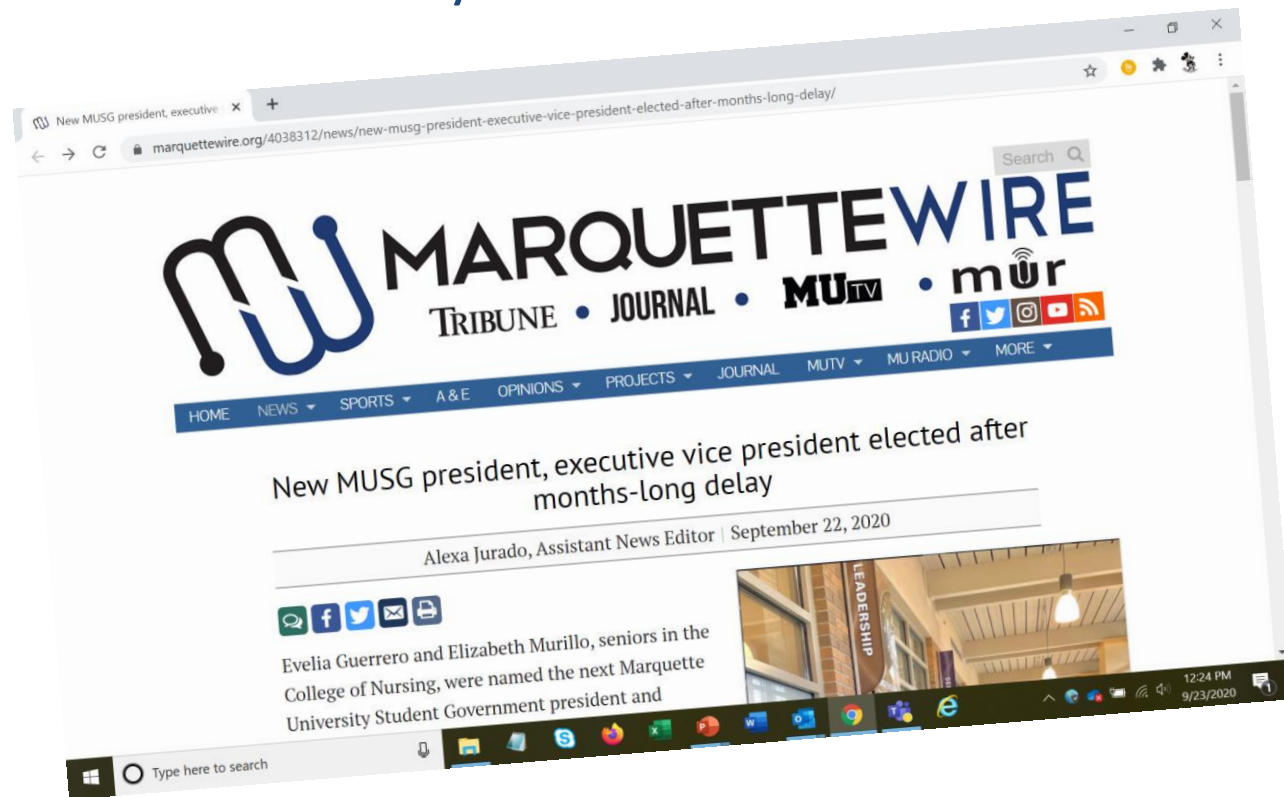 New MUSG president, executive
marquettewire.org/4038312/news/new-musg-president-executive-vice-president-elected-after-months-long-delay/
Search
MARQUETTEWIRE
TRIBUNE • JOURNAL • MUTV • mur
HOME NEWS SPORTS A & E OPINIONS PROJECTS JOURNAL MUTV MU RADIO MORE
New MUSG president, executive vice president elected after
months-long delay
Alexa Jurado, Assistant News Editor | September 22, 2020
LEADERSHIP
Evelia Guerrero and Elizabeth Murillo, seniors in the
College of Nursing, were named the next Marquette
University Student Government president and
Type here to search
12:24 PM
9/23/2020